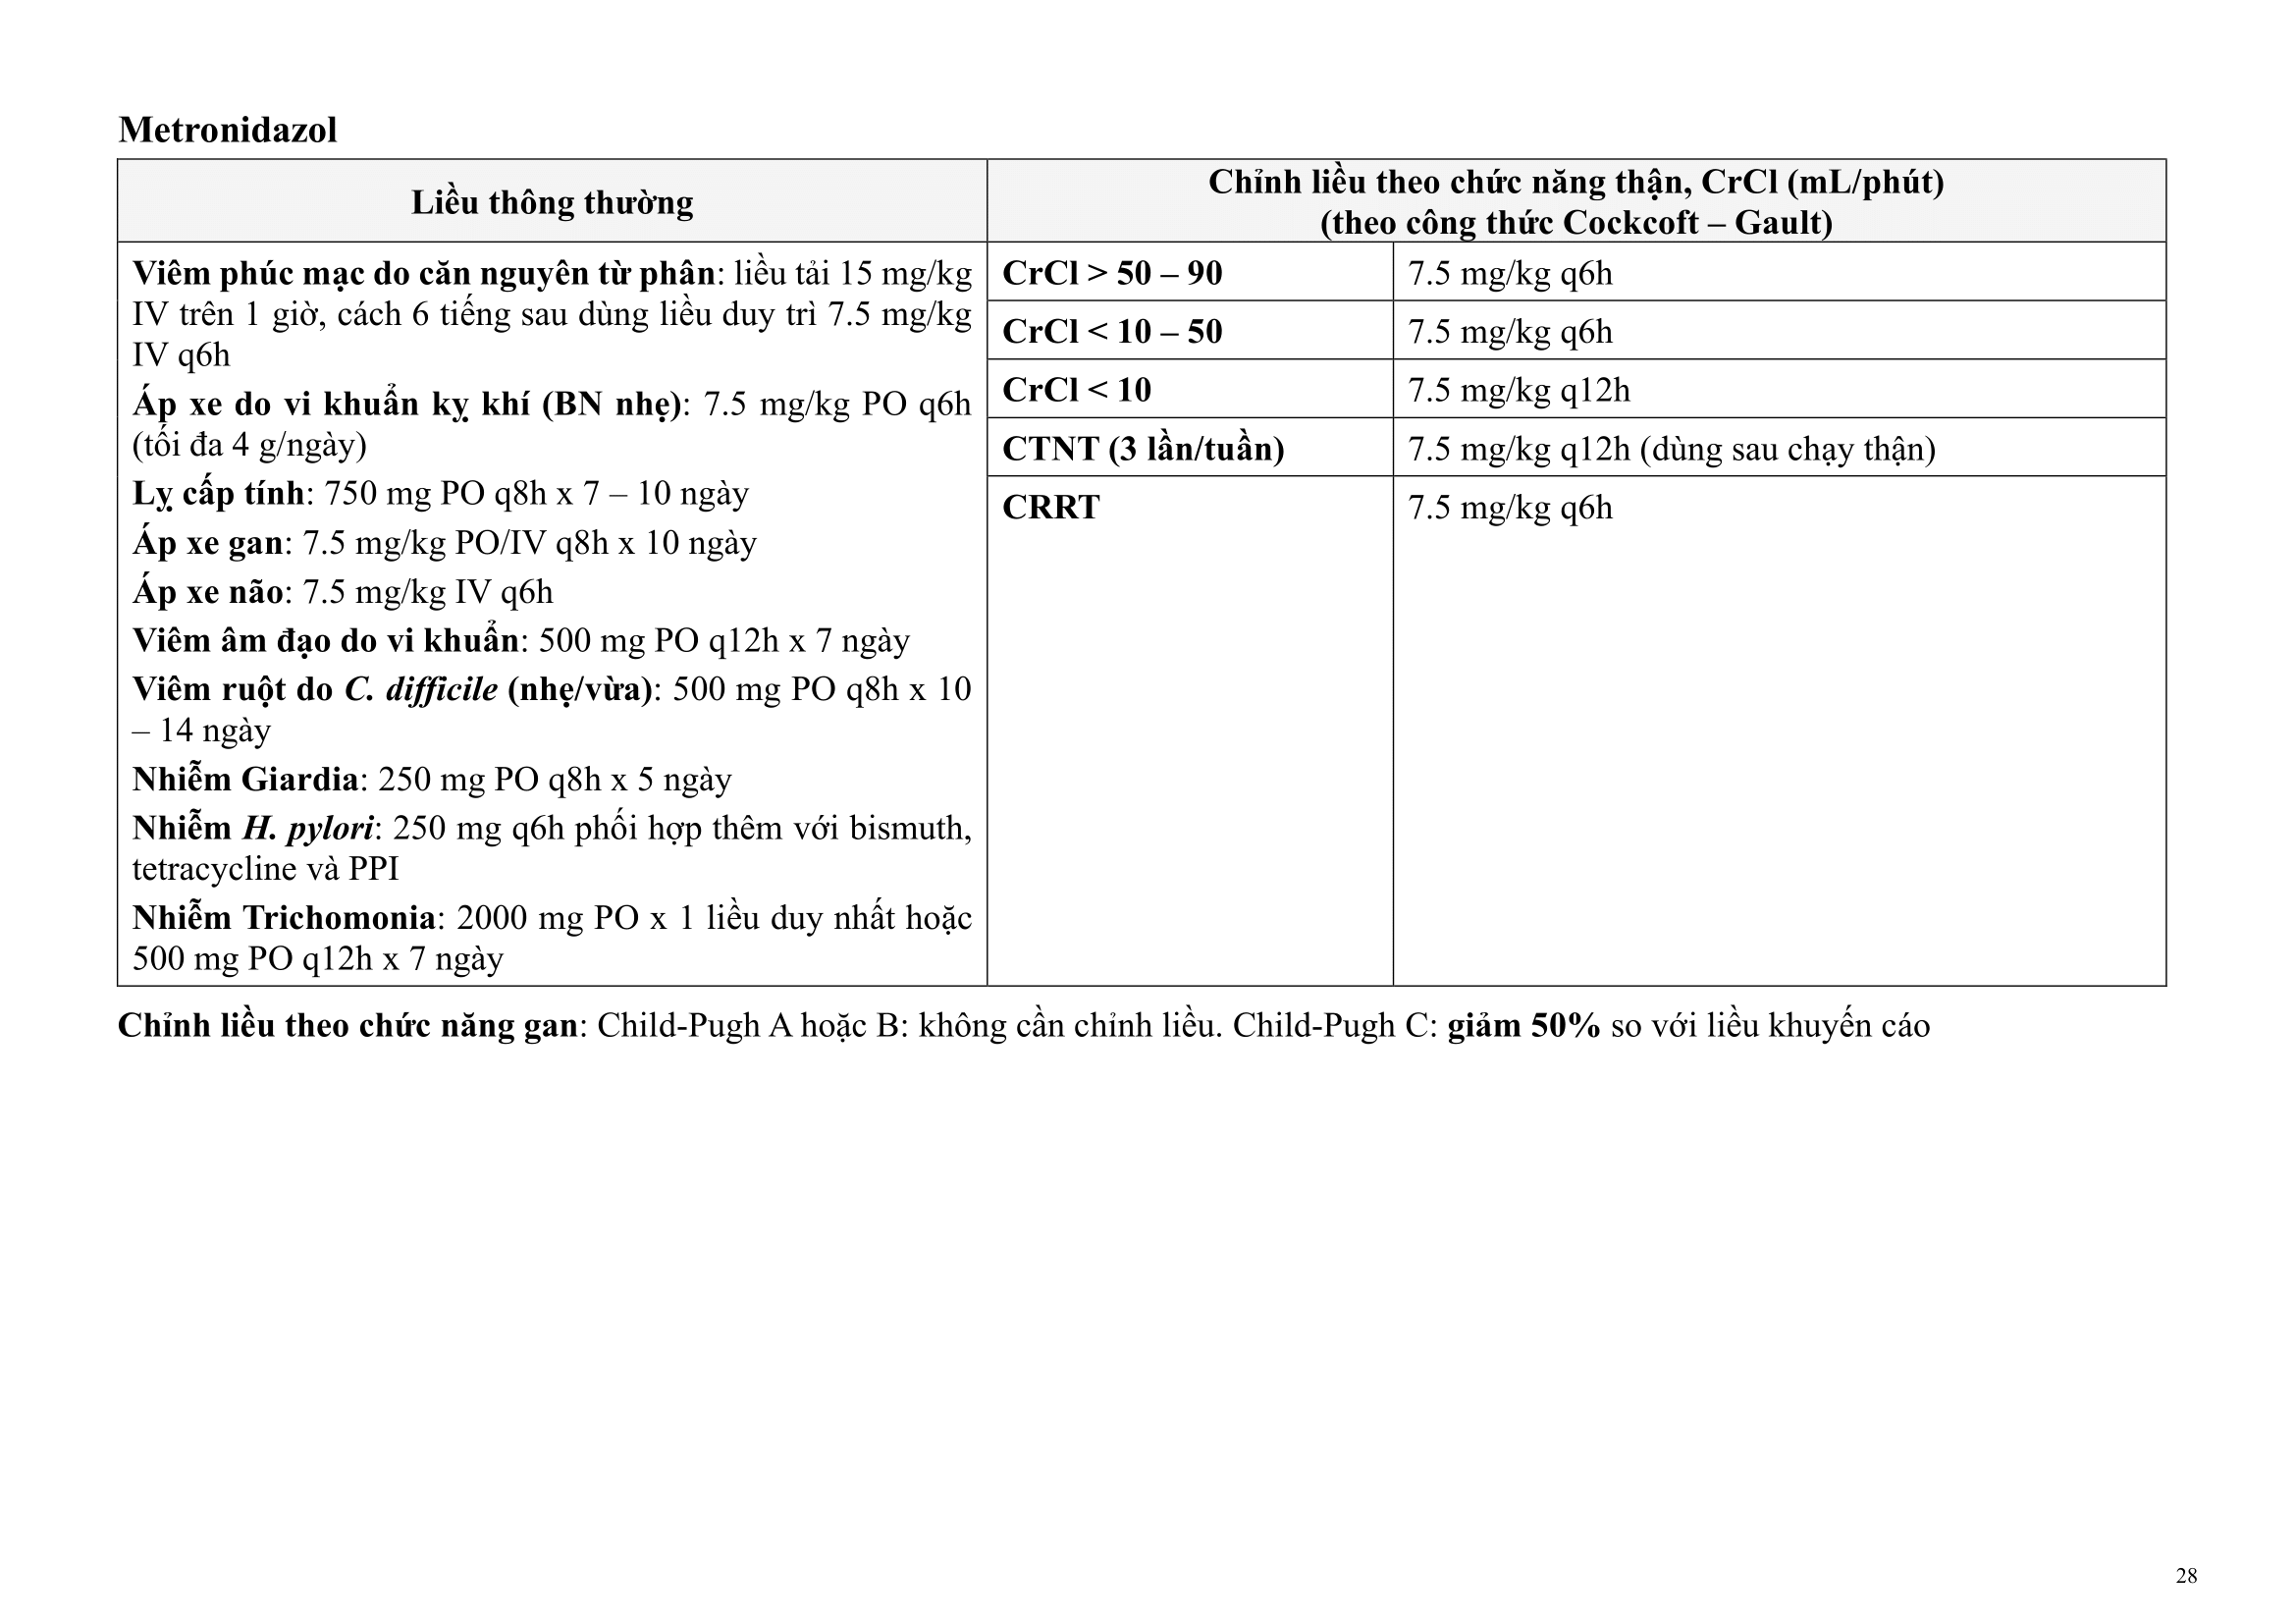 Metronidazol
Liều thông thường
Chỉnh liều theo chức năng thận, CrCl (mL/phút)
(theo công thức Cockcoft – Gault)
Viêm phúc mạc do căn nguyên từ phân: liều tải 15 mg/kg
IV trên 1 giờ, cách 6 tiếng sau dùng liều duy trì 7.5 mg/kg
IV q6h
Áp xe do vi khuẩn kỵ khí (BN nhẹ): 7.5 mg/kg PO q6h
(tối đa 4 g/ngày)
Lỵ cấp tính: 750 mg PO q8h x 7 – 10 ngày
Áp xe gan: 7.5 mg/kg PO/IV q8h x 10 ngày
Áp xe não: 7.5 mg/kg IV q6h
Viêm âm đạo do vi khuẩn: 500 mg PO q12h x 7 ngày
Viêm ruột do C. difficile (nhẹ/vừa): 500 mg PO q8h x 10
– 14 ngày
Nhiễm Giardia: 250 mg PO q8h x 5 ngày
Nhiễm H. pylori: 250 mg q6h phối hợp thêm với bismuth,
tetracycline và PPI
Nhiễm Trichomonia: 2000 mg PO x 1 liều duy nhất hoặc
500 mg PO q12h x 7 ngày
CrCl > 50 – 90 7.5 mg/kg q6h
CrCl < 10 – 50 7.5 mg/kg q6h
CrCl < 10 7.5 mg/kg q12h
CTNT (3 lần/tuần) 7.5 mg/kg q12h (dùng sau chạy thận)
CRRT 7.5 mg/kg q6h
Chỉnh liều theo chức năng gan: Child-Pugh A hoặc B: không cần chỉnh liều. Child-Pugh C: giảm 50% so với liều khuyến cáo
28